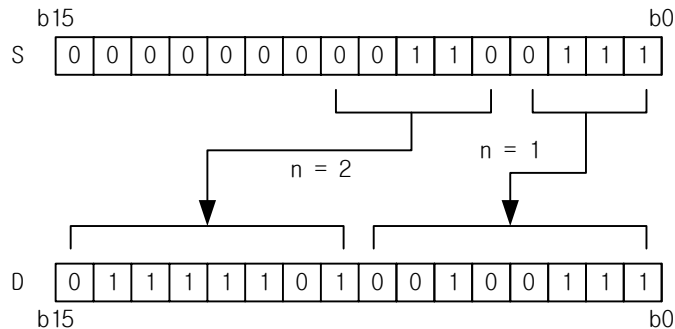 b15 b0
S 0 0 0 0 0 0 0 0 0 1 1 0 0 1 1 1
n = 2 n = 1
D 0 1 1 1 1 1 0 1 0 0 1 0 0 1 1 1
b15 b0